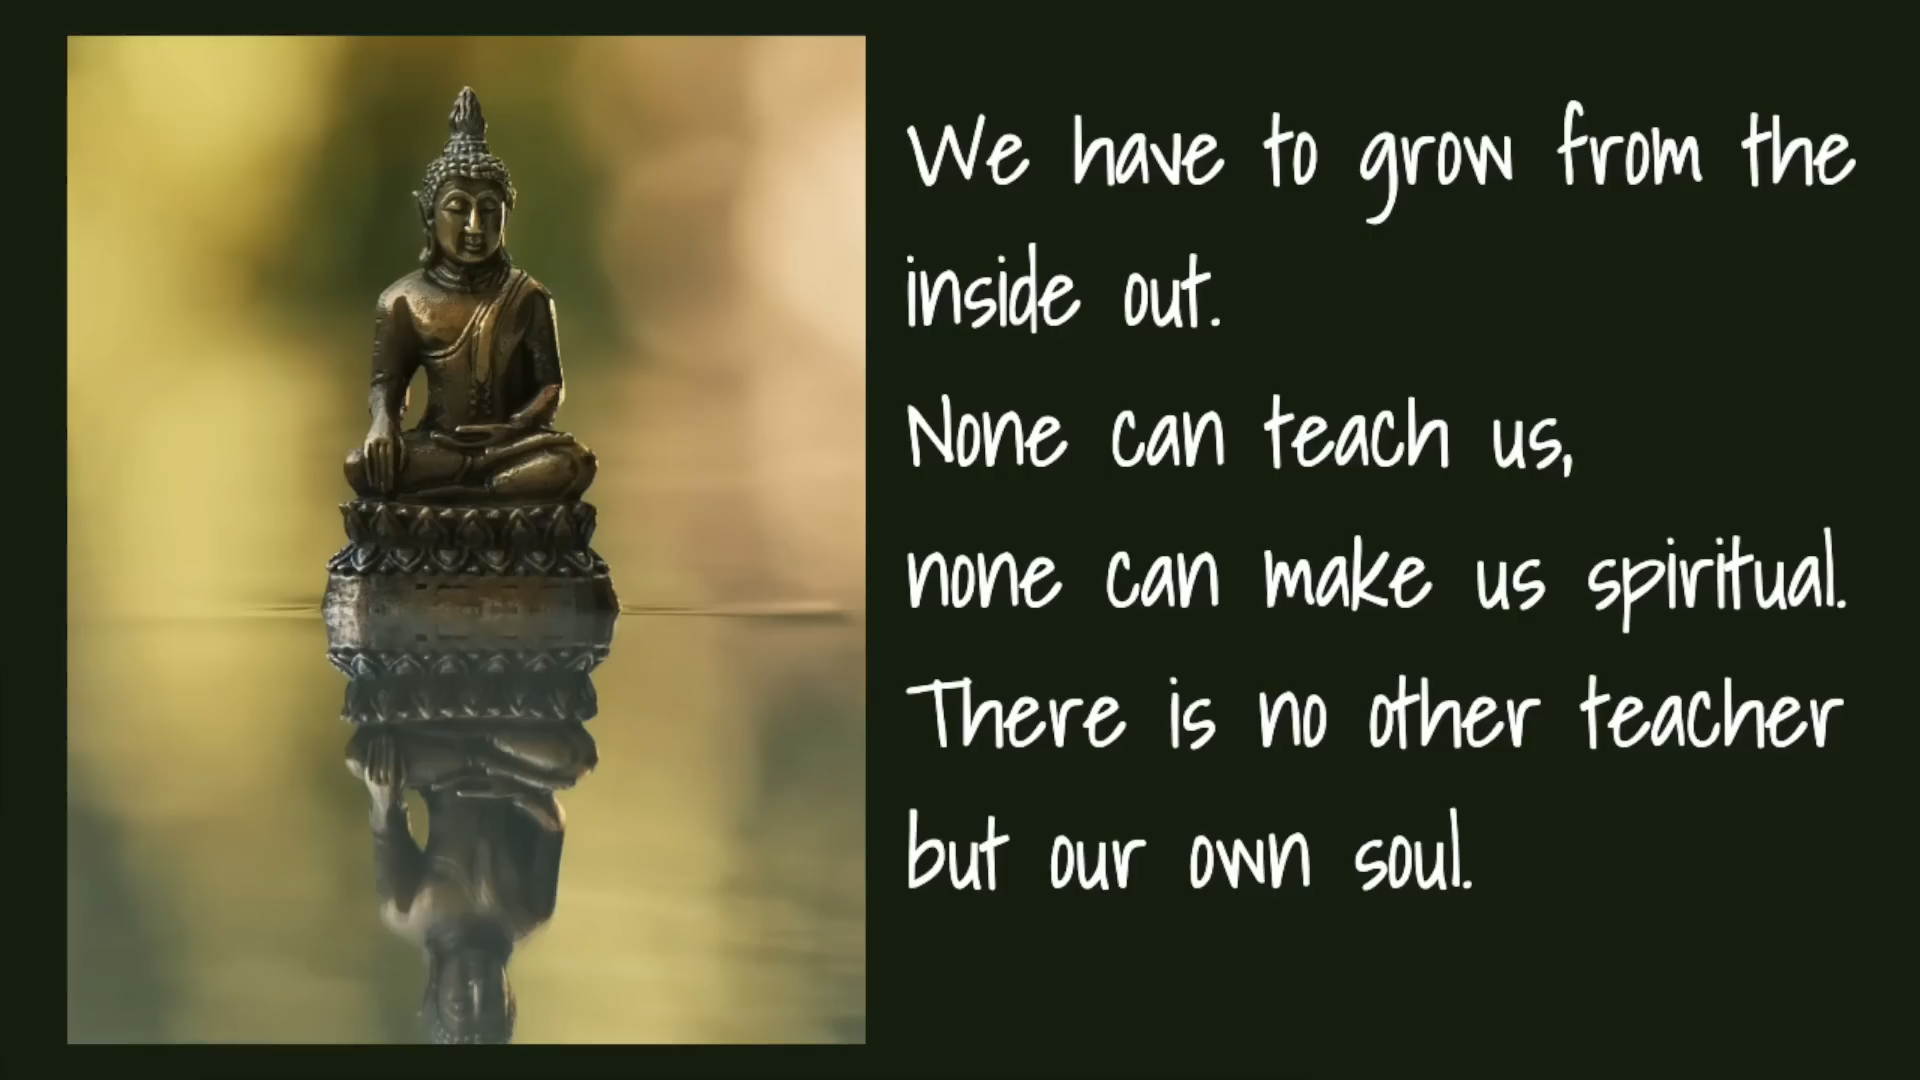 We have to grow from the
inside out.
None can teach us,
none can make us spiritual.
There is no other teacher
but our own soul.